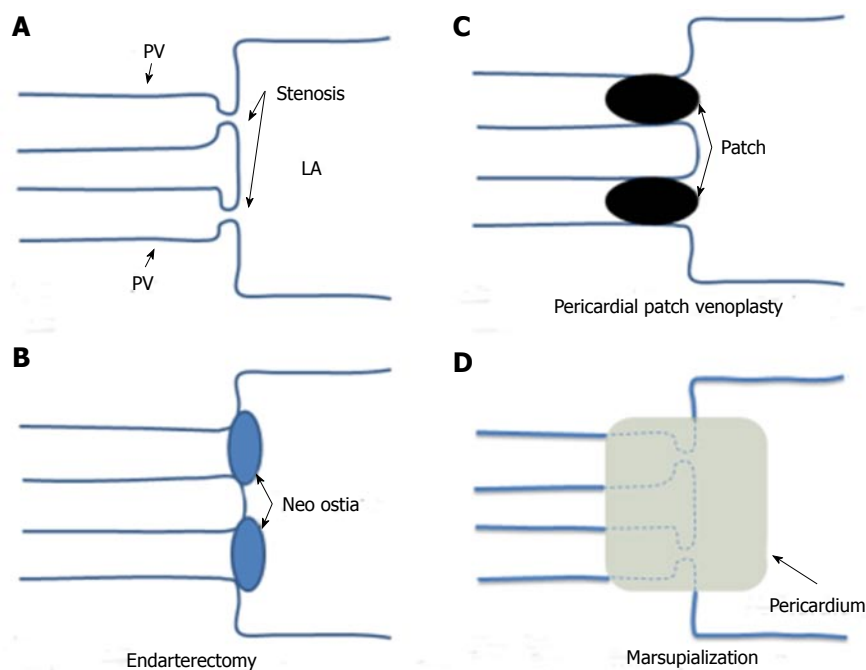 A
PV
Stenosis
LA
PV
B
Neo ostia
Endarterectomy
C
Patch
Pericardial patch venoplasty
D
Pericardium
Marsupialization